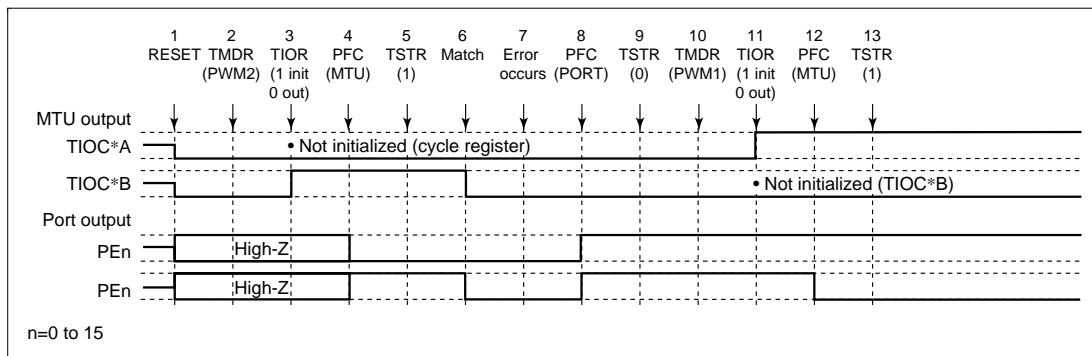 1 2 3 4 5 6 7 8 9 10 11 12 13
RESET TMDR TIOR PFC TSTR Match Error PFC TSTR TMDR TIOR PFC TSTR
(PWM2) (1 init (MTU) (1) occurs (PORT) (0) (PWM1) (1 init (MTU) (1)
0 out) 0 out)
MTU output
TIOC*A • Not initialized (cycle register)
TIOC*B • Not initialized (TIOC*B)
Port output
PEn High-Z
PEn High-Z
n=0 to 15